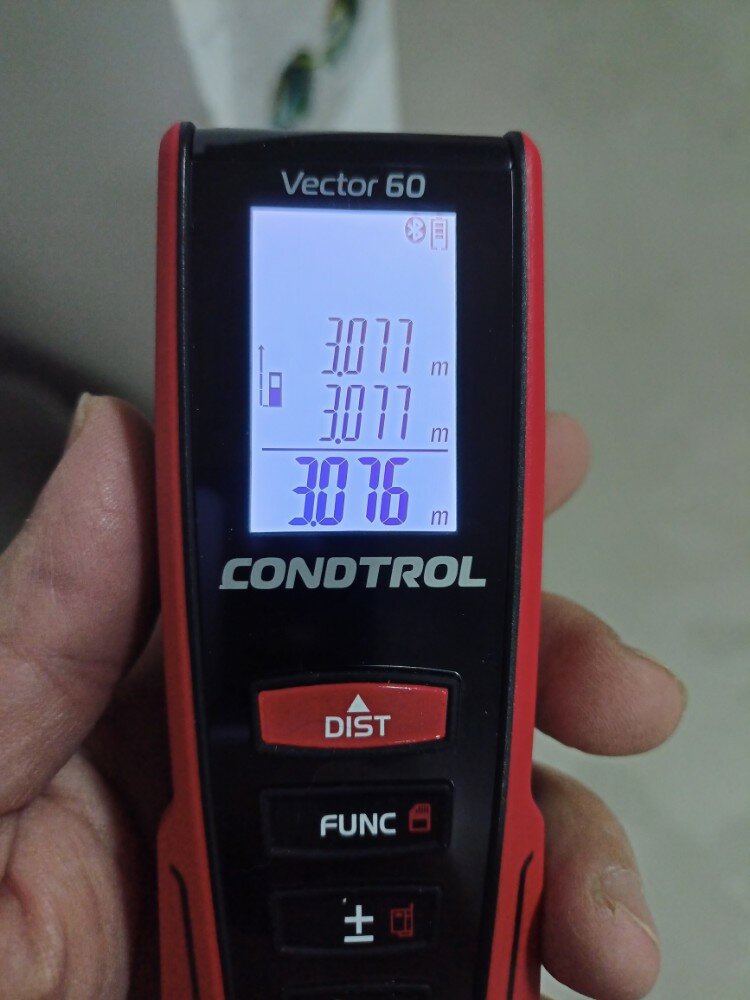 Vector 60
3.077 m
3.077 m
3.076 m
CONDTROL
DIST
FUNC
±